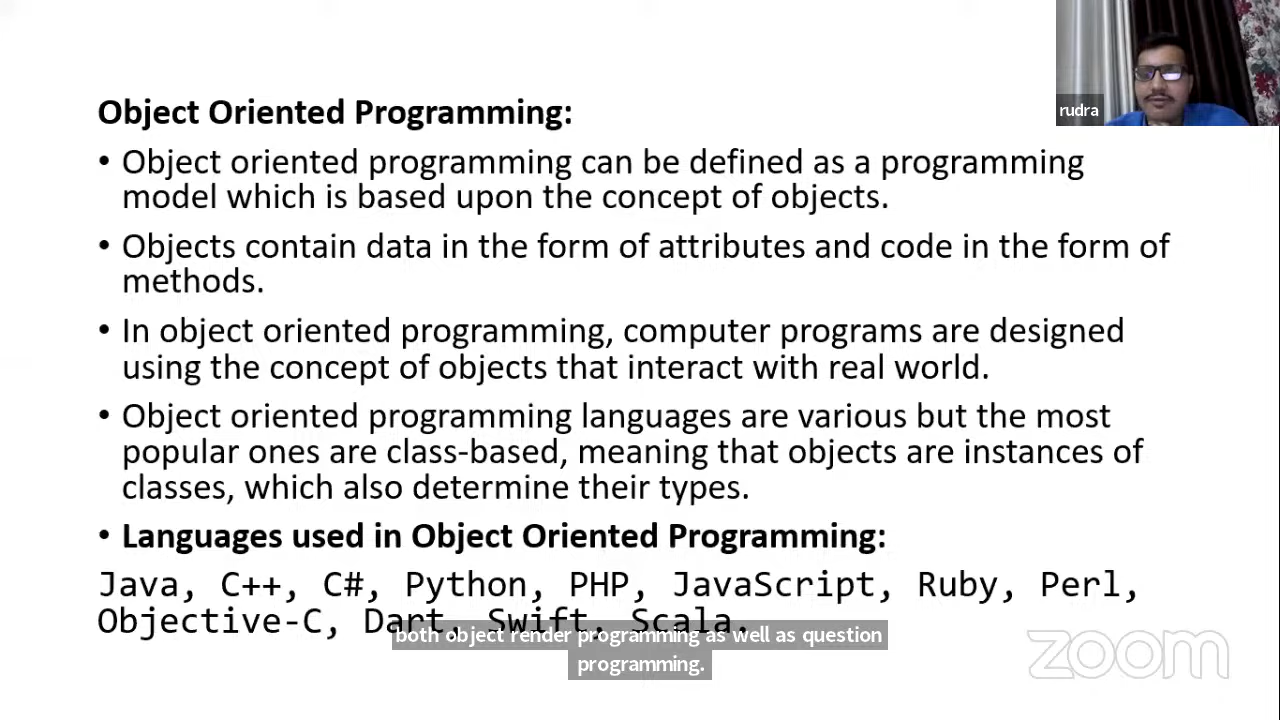 rudra
Object Oriented Programming:
• Object oriented programming can be defined as a programming
model which is based upon the concept of objects.
• Objects contain data in the form of attributes and code in the form of
methods.
• In object oriented programming, computer programs are designed
using the concept of objects that interact with real world.
• Object oriented programming languages are various but the most
popular ones are class-based, meaning that objects are instances of
classes, which also determine their types.
• Languages used in Object Oriented Programming:
Java, C++, C#, Python, PHP, JavaScript, Ruby, Perl,
Objective-C, Dart, Swift, Scala.
both object render programming as well as question
programming.
zoom